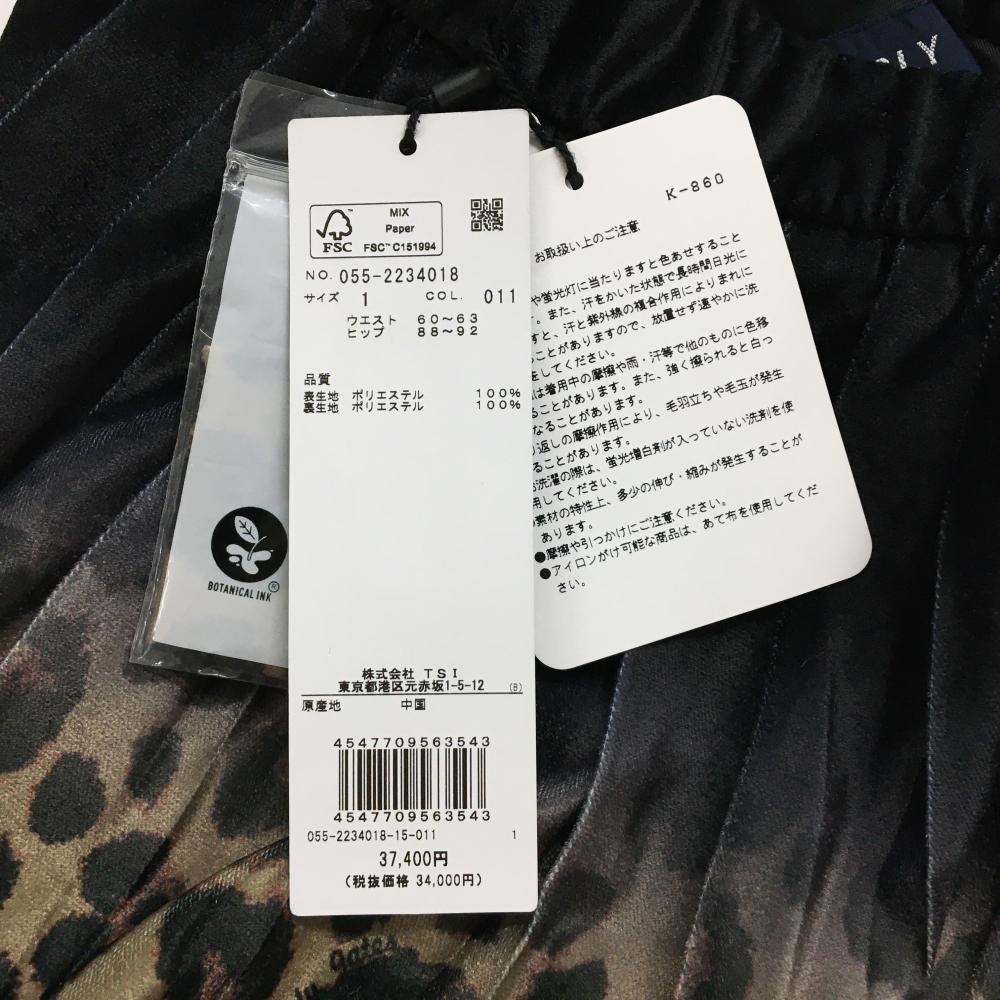 MIX
Paper
FSC™ C151994
FSC
NO. 055-2234018
サイズ 1 COL. 011
ウエスト 60〜63
ヒップ 88〜92
品質
表生地 ポリエステル 100%
裏生地 ポリエステル 100%
株式会社 TSI
東京都港区元赤坂1-5-12 (B)
原産地 中国
4547709563543
4547709563543
055-2234018-15-011 1
37,400円
(税抜価格 34,000円)
K-860
お取扱い上のご注意
や蛍光灯に当たりますと色あせすること
。また、汗をかいた状態で長時間日光に
すと、汗と紫外線の複合作用によりまれに
ことがありますので、放置せず速やかに洗
をしてください。
は着用中の摩擦や雨・汗等で他のものに色移
ることがあります。また、強く擦られると白っ
なることがあります。
り返しの摩擦作用により、毛羽立ちや毛玉が発生
ることがあります。
洗濯の際は、蛍光増白剤が入っていない洗剤を使
用してください。
素材の特性上、多少の伸び・縮みが発生することが
あります。
●摩擦や引つかけにご注意ください。
●アイロンがけ可能な商品は、あて布を使用してくだ
さい。
BOTANICAL INK®
gates